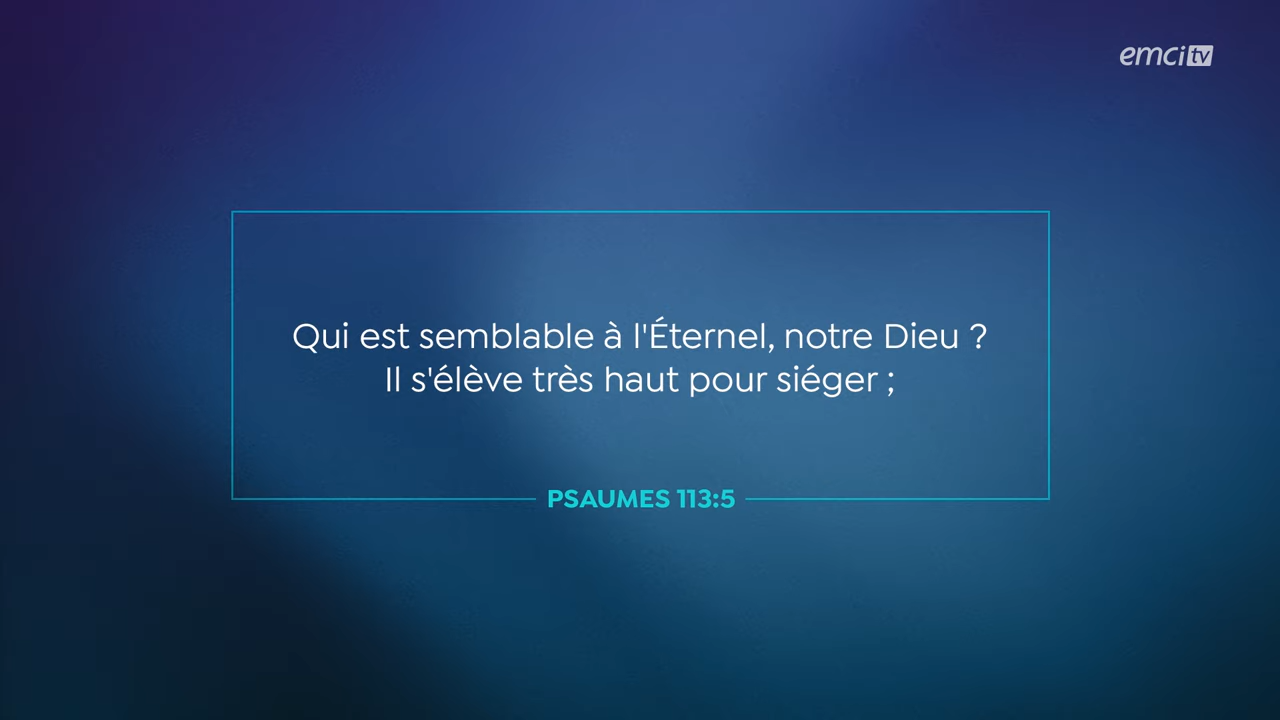 emci tv
Qui est semblable à l'Éternel, notre Dieu ?
Il s'élève très haut pour siéger ;
PSAUMES 113:5